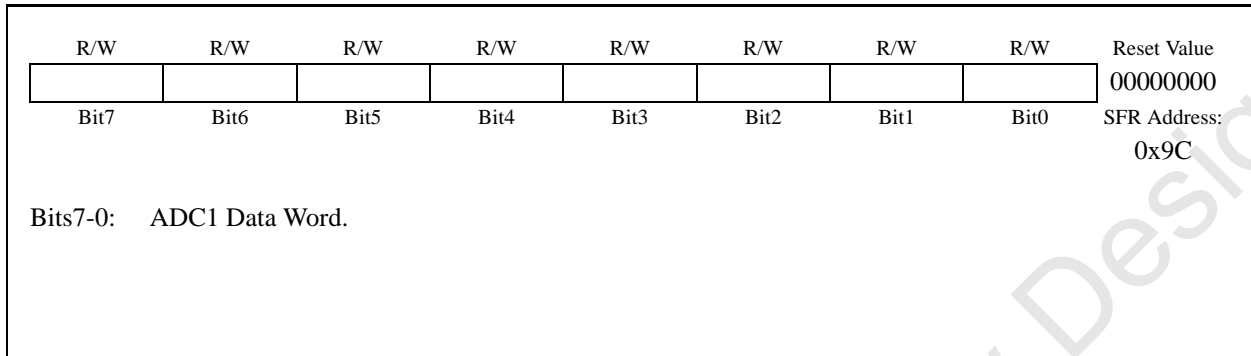 R/W R/W R/W R/W R/W R/W R/W R/W Reset Value
00000000
Bit7 Bit6 Bit5 Bit4 Bit3 Bit2 Bit1 Bit0 SFR Address:
0x9C
Bits7-0: ADC1 Data Word.